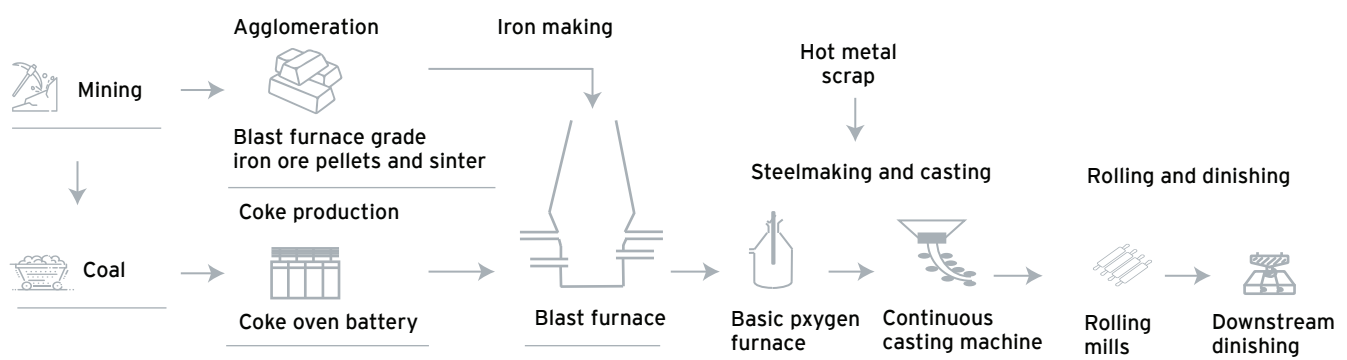 Agglomeration
Iron making
Hot metal
scrap
Mining
Blast furnace grade
iron ore pellets and sinter
Steelmaking and casting
Rolling and dinishing
Coke production
Coal
Coke oven battery
Blast furnace
Basic pxygen
furnace
Continuous
casting machine
Rolling
mills
Downstream
dinishing